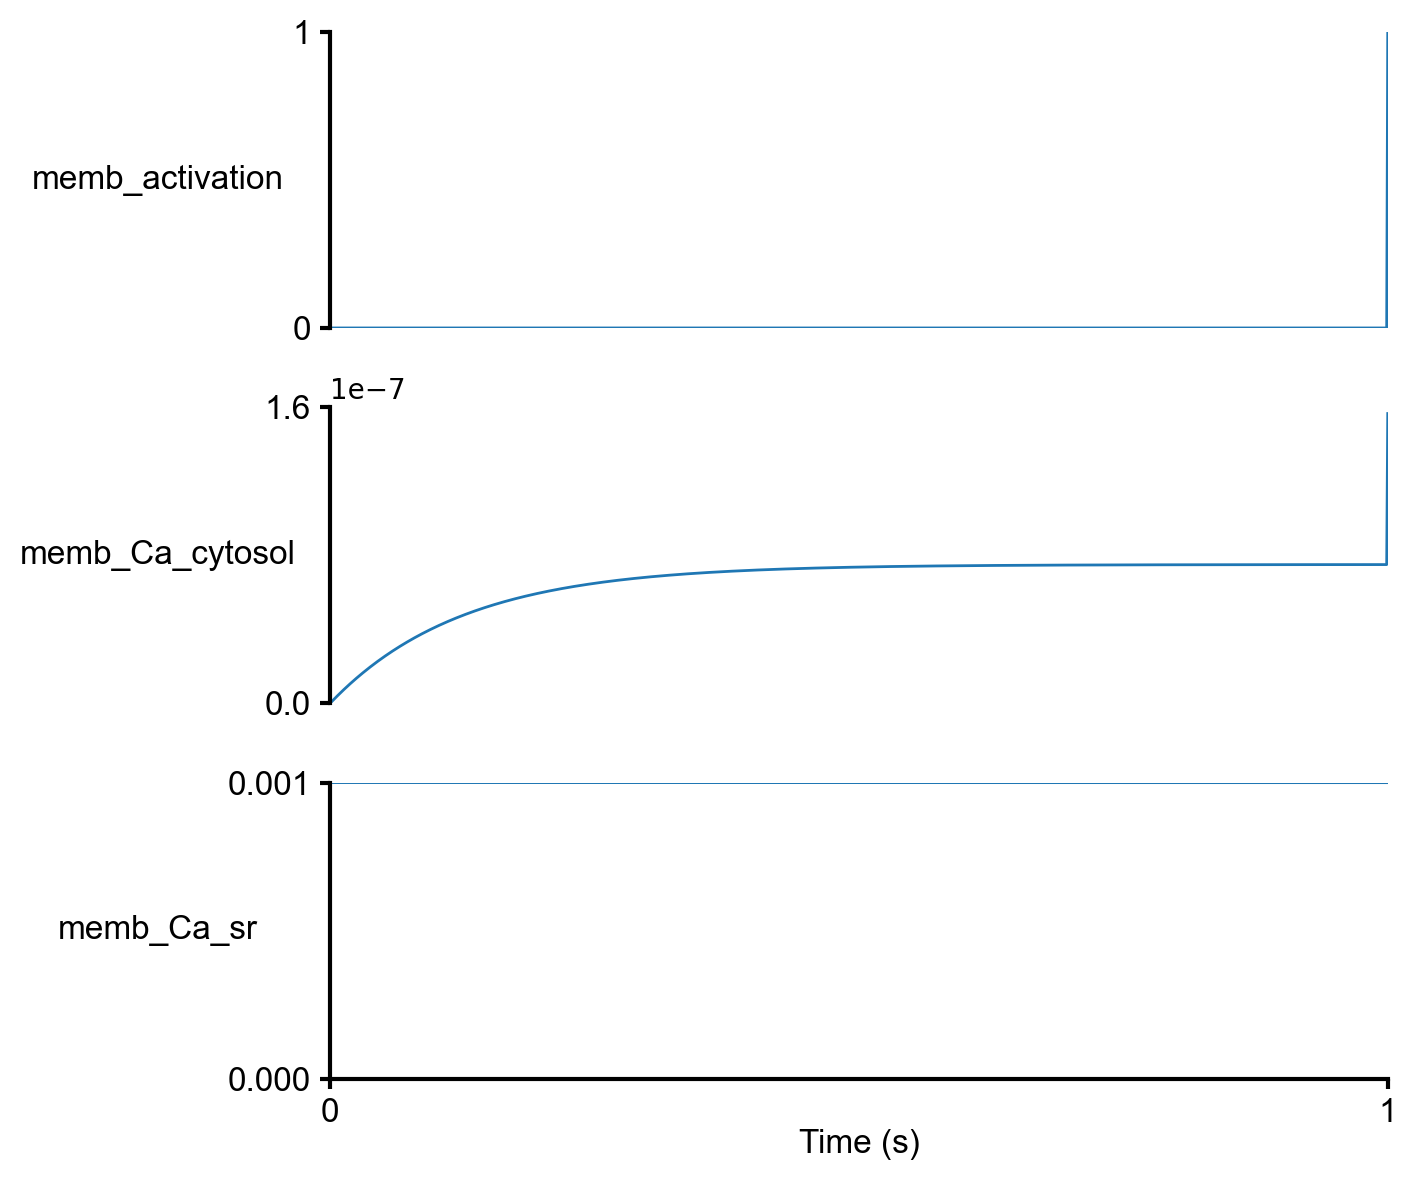 1
memb_activation
0
1e−7
1.6
memb_Ca_cytosol
0.0
0.001
memb_Ca_sr
0.000
0 1
Time (s)